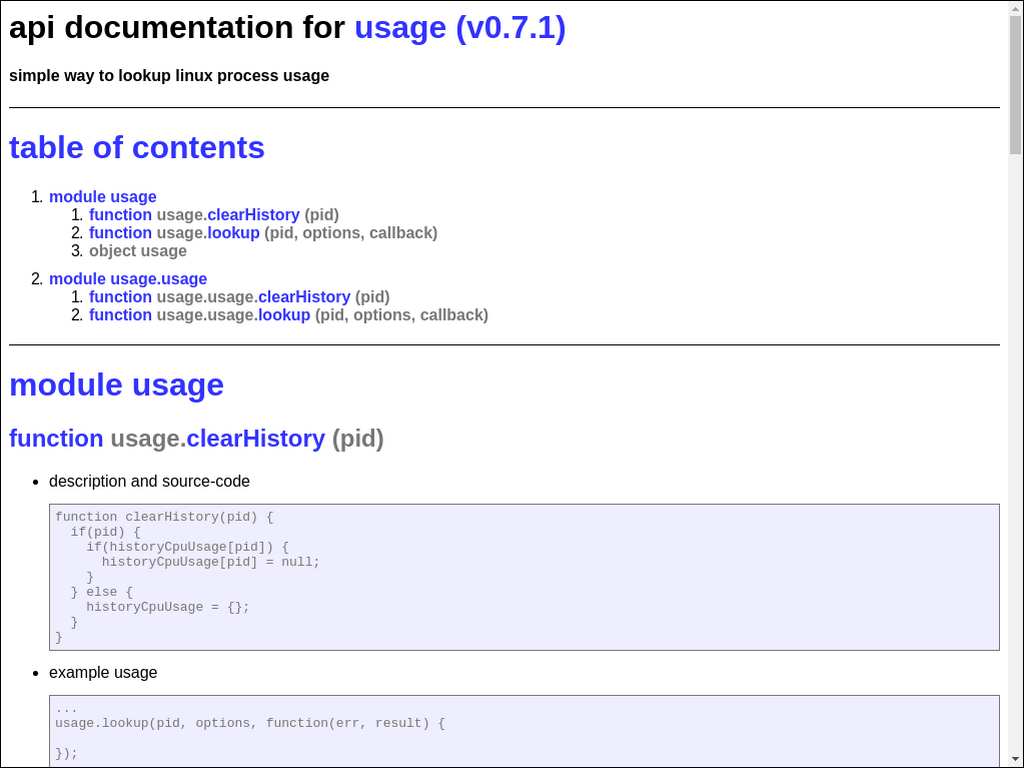 api documentation for usage (v0.7.1)
simple way to lookup linux process usage
table of contents
1. module usage
1. function usage.clearHistory (pid)
2. function usage.lookup (pid, options, callback)
3. object usage
2. module usage.usage
1. function usage.usage.clearHistory (pid)
2. function usage.usage.lookup (pid, options, callback)
module usage
function usage.clearHistory (pid)
• description and source-code
function clearHistory(pid) {
  if(pid) {
    if(historyCpuUsage[pid]) {
      historyCpuUsage[pid] = null;
    }
  } else {
    historyCpuUsage = {};
  }
}
• example usage
...
usage.lookup(pid, options, function(err, result) {

});